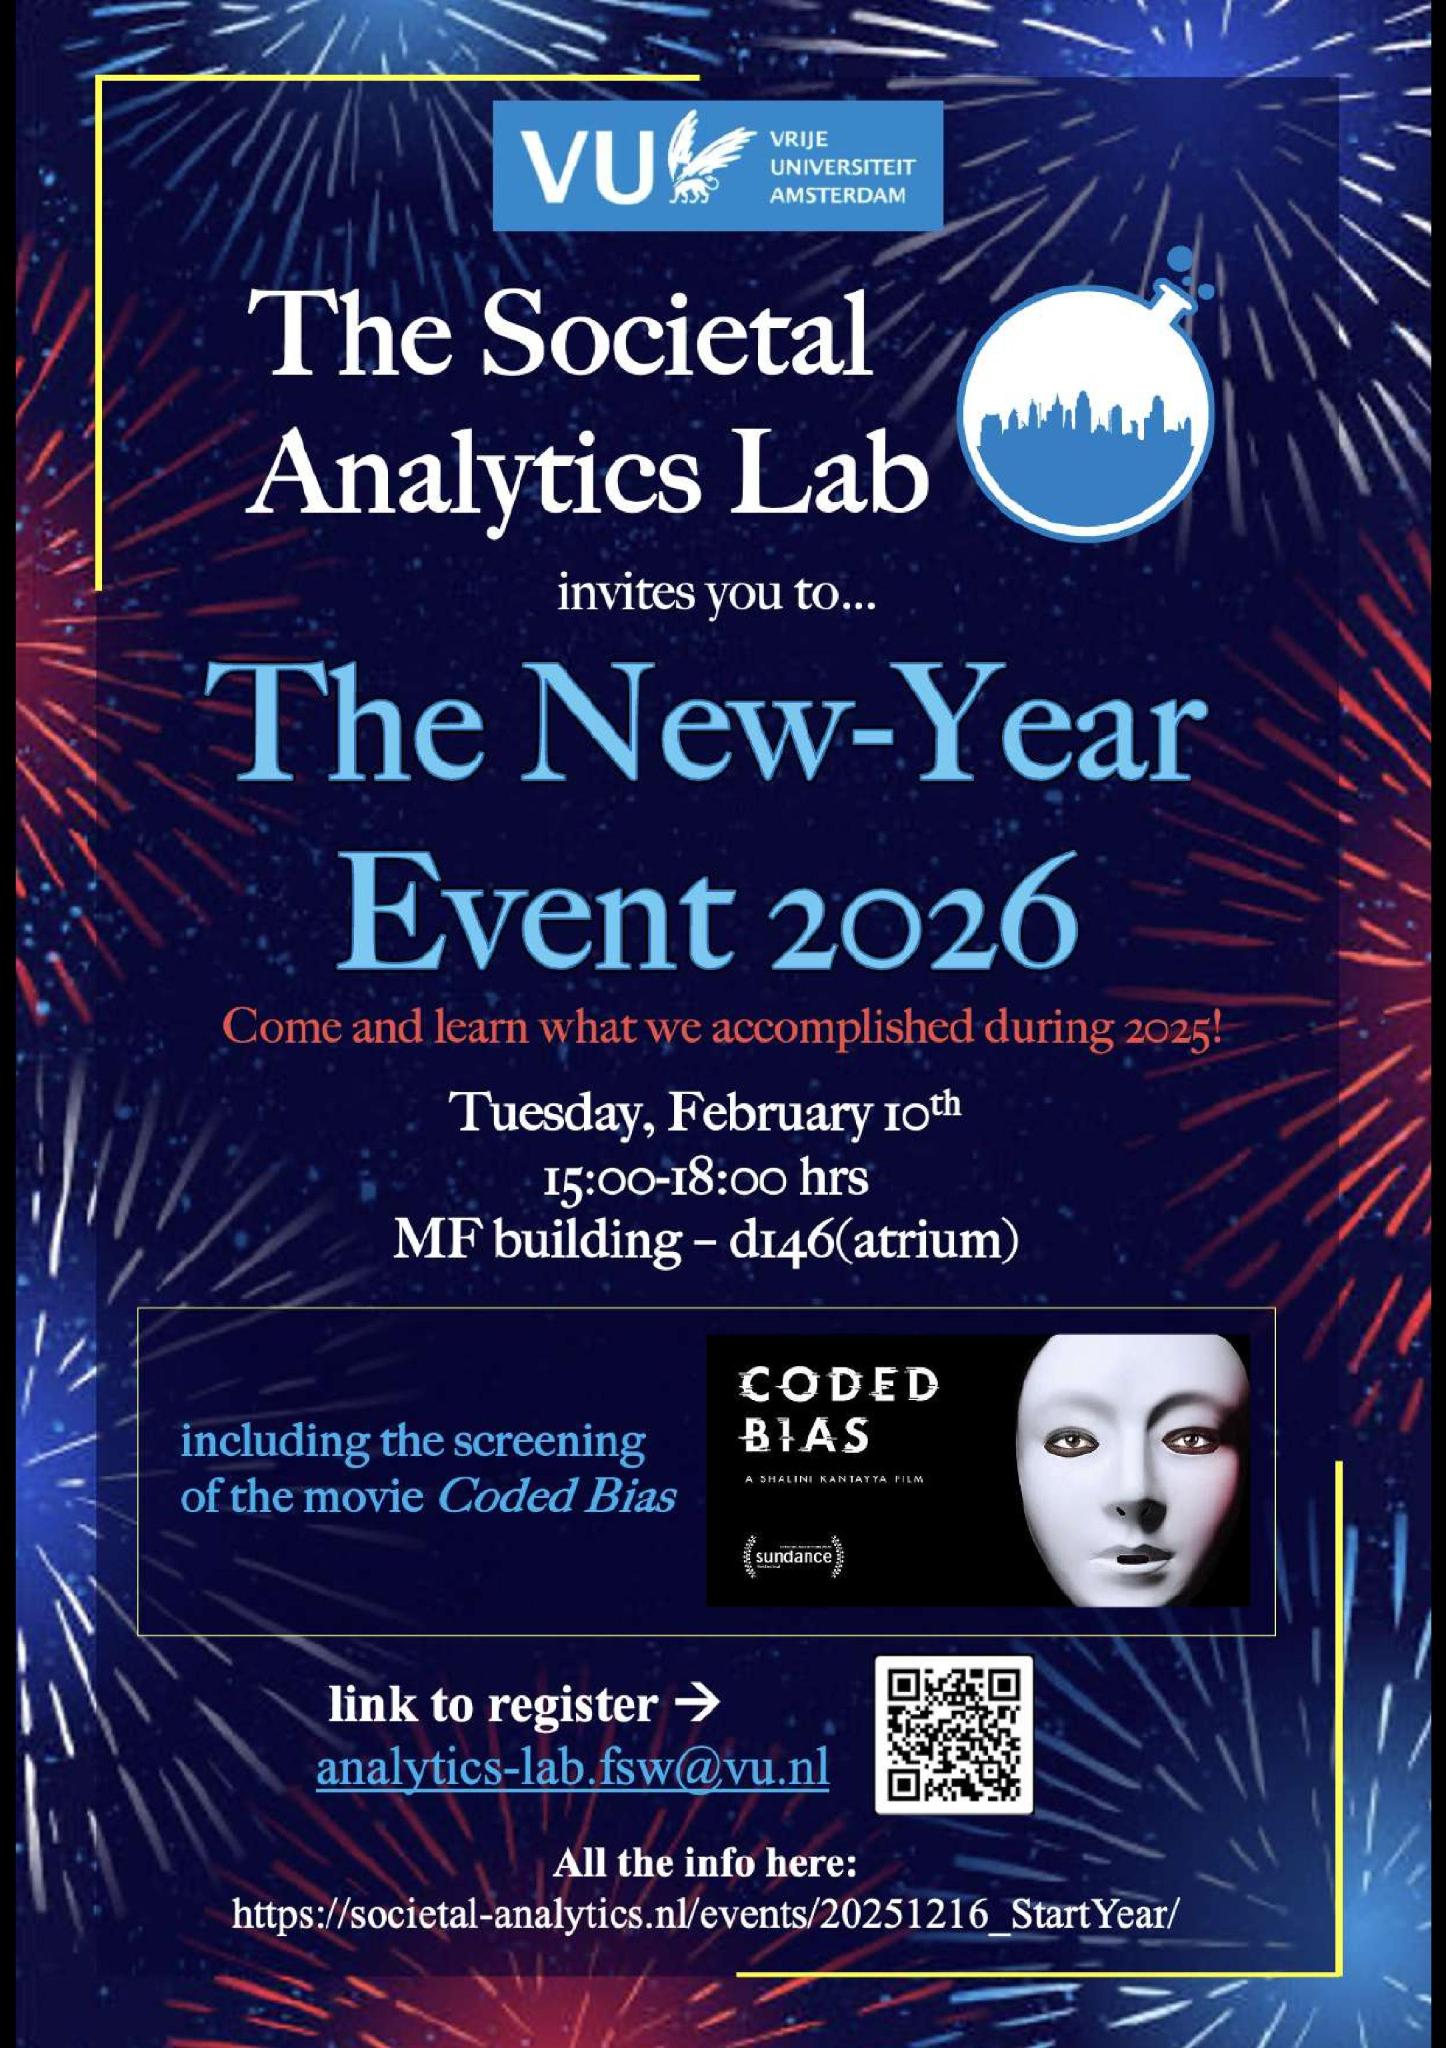 VU
VRIJE
UNIVERSITEIT
AMSTERDAM
The Societal
Analytics Lab
invites you to...
The New-Year
Event 2026
Come and learn what we accomplished during 2025!
Tuesday, February 10th
15:00-18:00 hrs
MF building – d146(atrium)
including the screening
of the movie Coded Bias
CODED
BIAS
A SHALINI KANTAYYA FILM
sundance
link to register →
analytics-lab.fsw@vu.nl
All the info here:
https://societal-analytics.nl/events/20251216_StartYear/